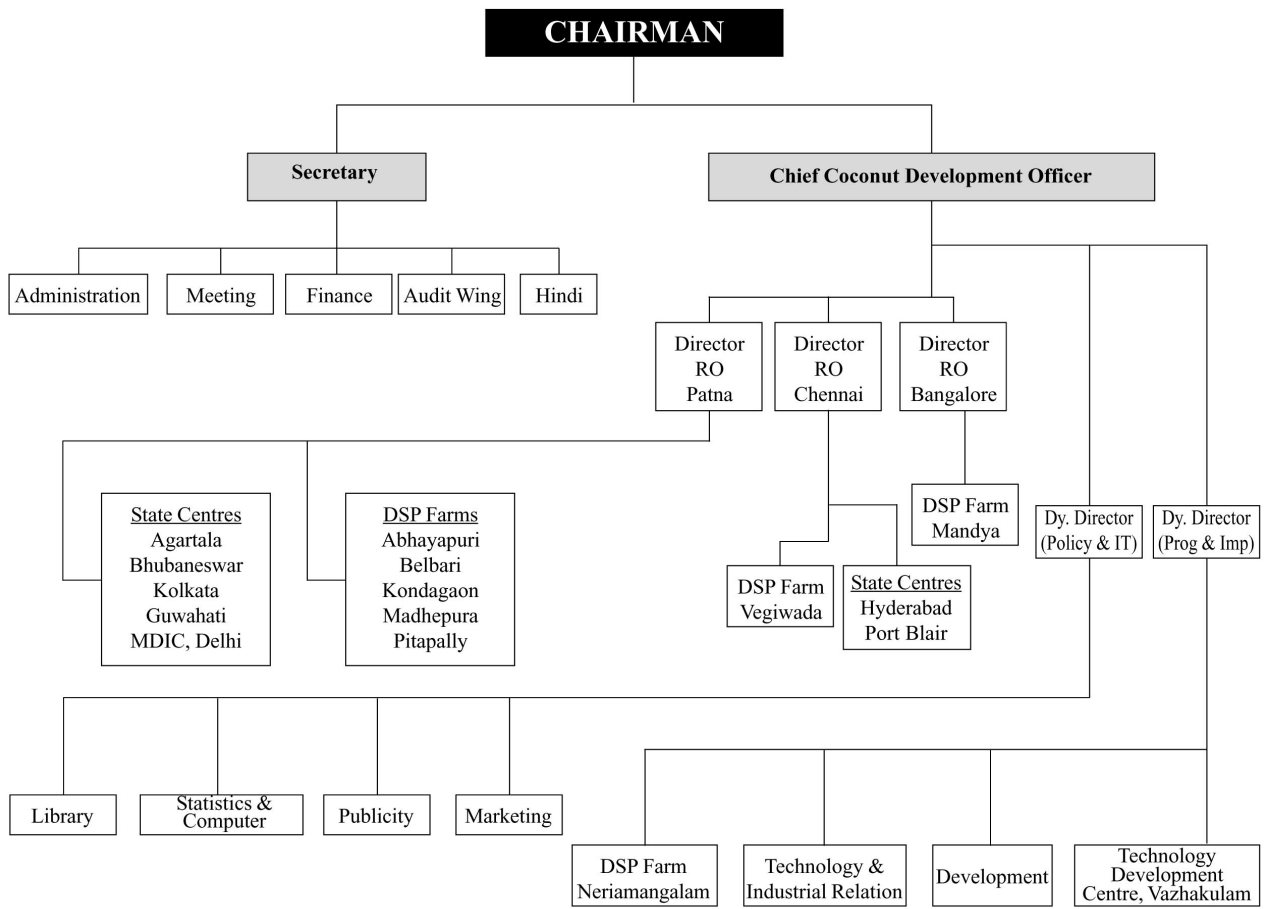 CHAIRMAN
Secretary
Chief Coconut Development Officer
Administration
Meeting
Finance
Audit Wing
Hindi
Director
RO
Patna
Director
RO
Chennai
Director
RO
Bangalore
State Centres
Agartala
Bhubaneswar
Kolkata
Guwahati
MDIC, Delhi
DSP Farms
Abhayapuri
Belbari
Kondagaon
Madhepura
Pitapally
DSP Farm
Vegiwada
State Centres
Hyderabad
Port Blair
DSP Farm
Mandya
Dy. Director
(Policy & IT)
Dy. Director
(Prog & Imp)
Library
Statistics &
Computer
Publicity
Marketing
DSP Farm
Neriamangalam
Technology &
Industrial Relation
Development
Technology
Development
Centre, Vazhakulam